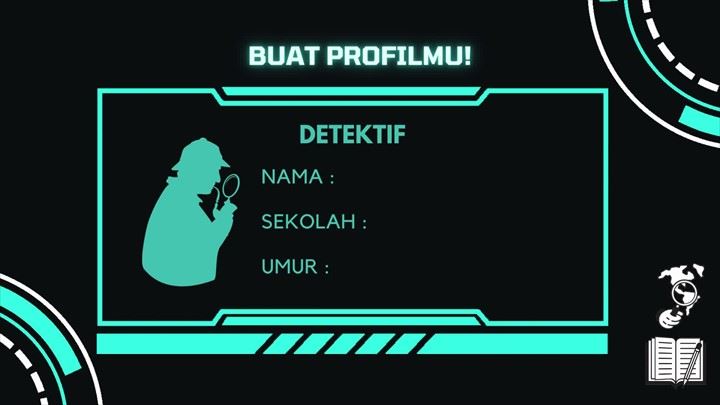 BUAT PROFILMU!
DETEKTIF
NAMA :
SEKOLAH :
UMUR :